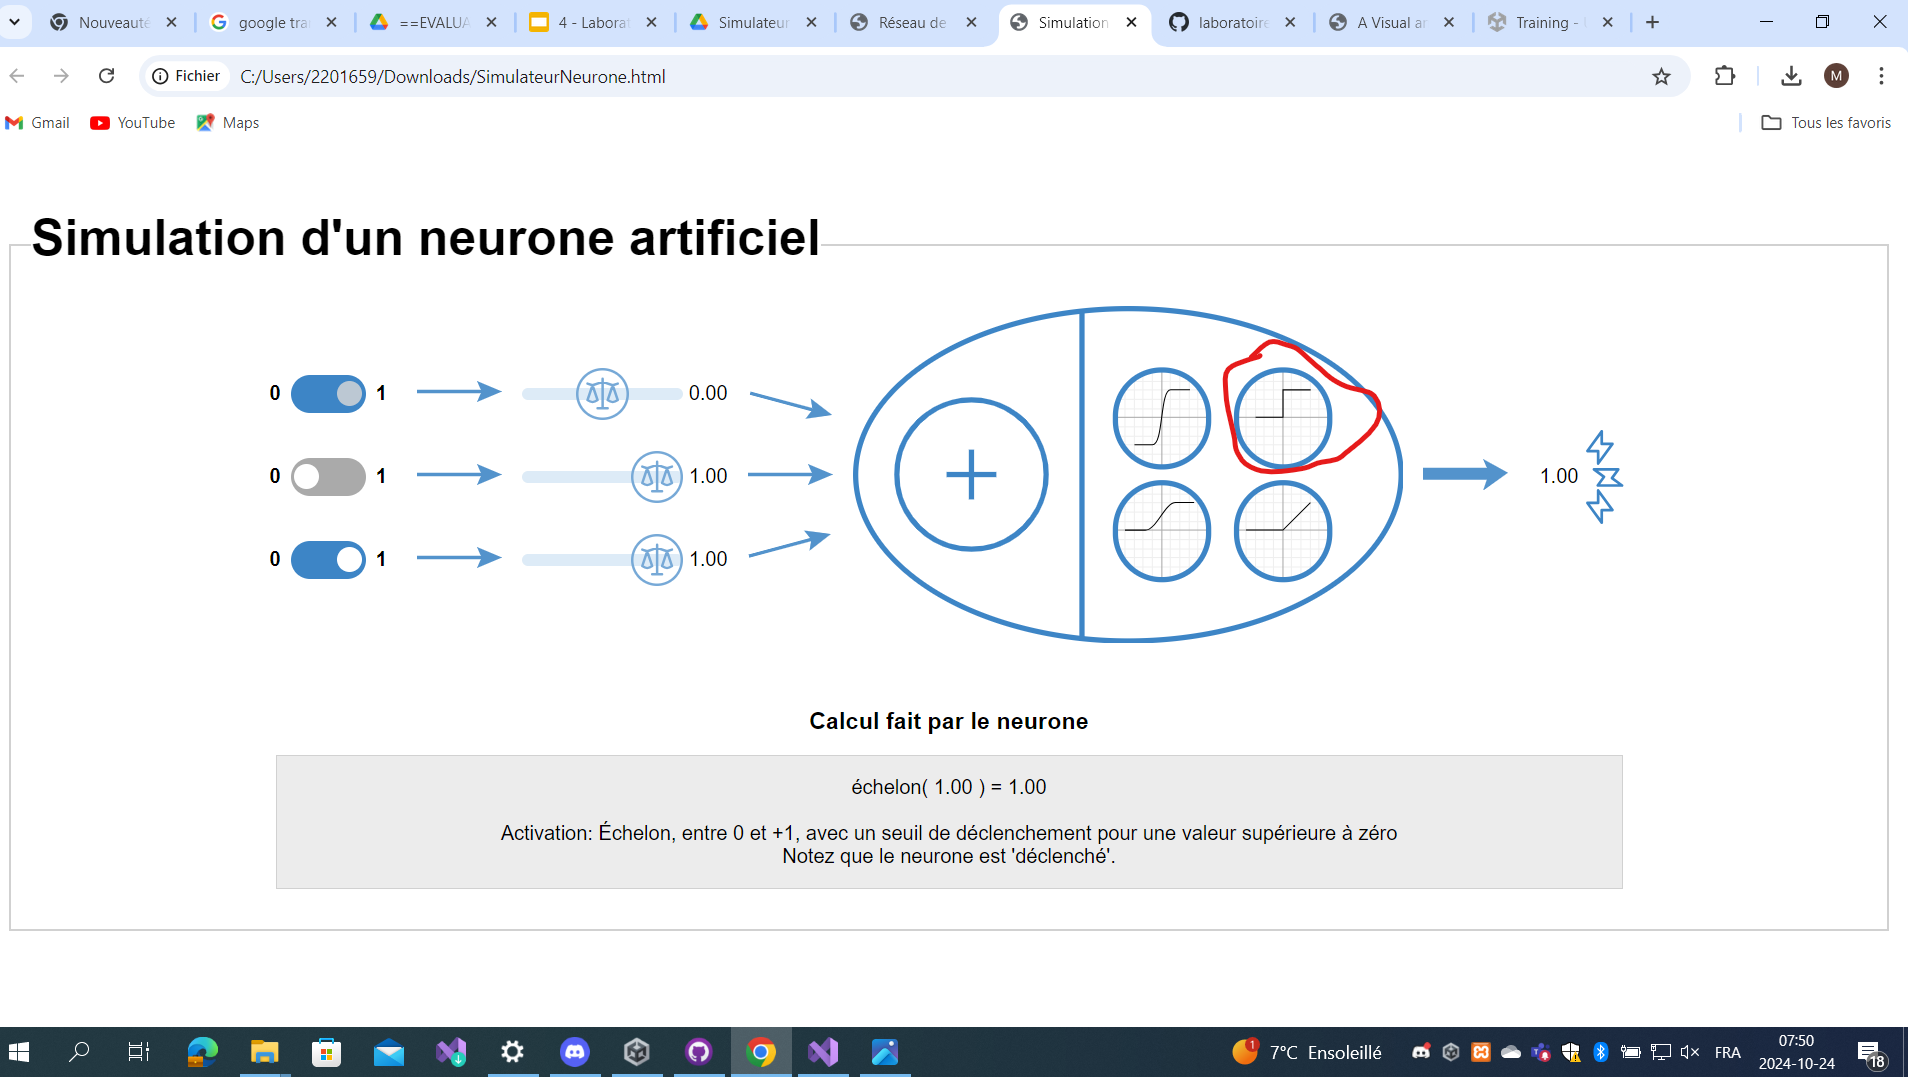 Nouveauté
google tra
==EVALUA
4 - Laborat
Simulateur
Réseau de
Simulation
laboratoire
A Visual a
Training -
Fichier
C:/Users/2201659/Downloads/SimulateurNeurone.html
M
Gmail
YouTube
Maps
Tous les favoris
Simulation d'un neurone artificiel
0 1 0.00
0 1 1.00
0 1 1.00
+
1.00
Calcul fait par le neurone
échelon( 1.00 ) = 1.00
Activation: Échelon, entre 0 et +1, avec un seuil de déclenchement pour une valeur supérieure à zéro
Notez que le neurone est 'déclenché'.
1
7°C Ensoleillé
FRA
07:50
2024-10-24
18